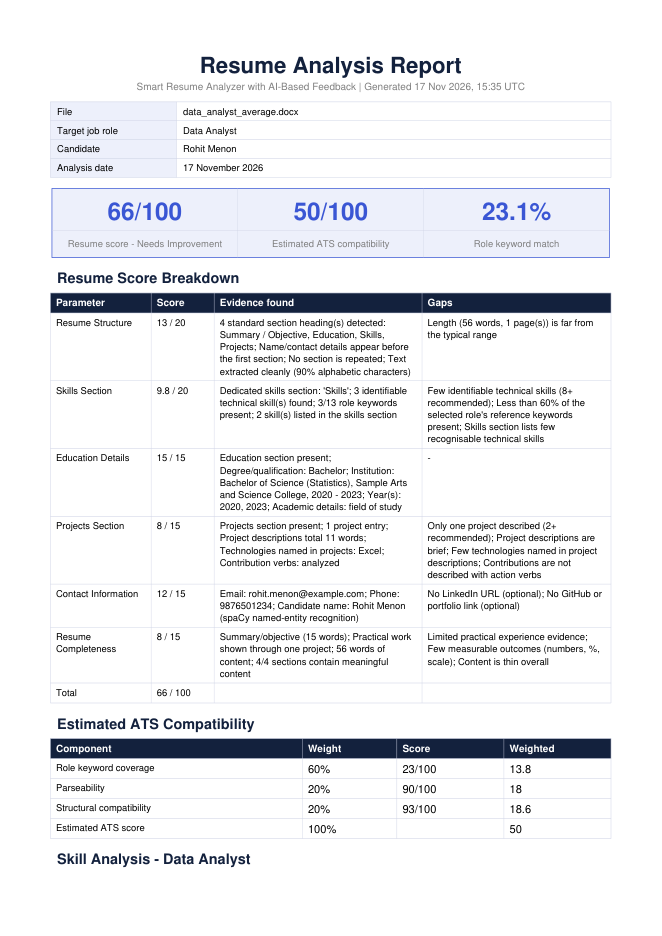 Resume Analysis Report
Smart Resume Analyzer with AI-Based Feedback | Generated 17 Nov 2026, 15:35 UTC
File data_analyst_average.docx
Target job role Data Analyst
Candidate Rohit Menon
Analysis date 17 November 2026
66/100 50/100 23.1%
Resume score - Needs Improvement Estimated ATS compatibility Role keyword match
Resume Score Breakdown
Parameter Score Evidence found Gaps
Resume Structure 13 / 20 4 standard section heading(s) detected: Length (56 words, 1 page(s)) is far from
Summary / Objective, Education, Skills, the typical range
Projects; Name/contact details appear before
the first section; No section is repeated; Text
extracted cleanly (90% alphabetic characters)
Skills Section 9.8 / 20 Dedicated skills section: 'Skills'; 3 identifiable Few identifiable technical skills (8+
technical skill(s) found; 3/13 role keywords recommended); Less than 60% of the
present; 2 skill(s) listed in the skills section selected role's reference keywords
present; Skills section lists few
recognisable technical skills
Education Details 15 / 15 Education section present; -
Degree/qualification: Bachelor; Institution:
Bachelor of Science (Statistics), Sample Arts
and Science College, 2020 - 2023; Year(s):
2020, 2023; Academic details: field of study
Projects Section 8 / 15 Projects section present; 1 project entry; Only one project described (2+
Project descriptions total 11 words; recommended); Project descriptions are
Technologies named in projects: Excel; brief; Few technologies named in project
Contribution verbs: analyzed descriptions; Contributions are not
described with action verbs
Contact Information 12 / 15 Email: rohit.menon@example.com; Phone: No LinkedIn URL (optional); No GitHub or
9876501234; Candidate name: Rohit Menon portfolio link (optional)
(spaCy named-entity recognition)
Resume 8 / 15 Summary/objective (15 words); Practical work Limited practical experience evidence;
Completeness shown through one project; 56 words of Few measurable outcomes (numbers, %,
content; 4/4 sections contain meaningful scale); Content is thin overall
content
Total 66 / 100
Estimated ATS Compatibility
Component Weight Score Weighted
Role keyword coverage 60% 23/100 13.8
Parseability 20% 90/100 18
Structural compatibility 20% 93/100 18.6
Estimated ATS score 100% 50
Skill Analysis - Data Analyst